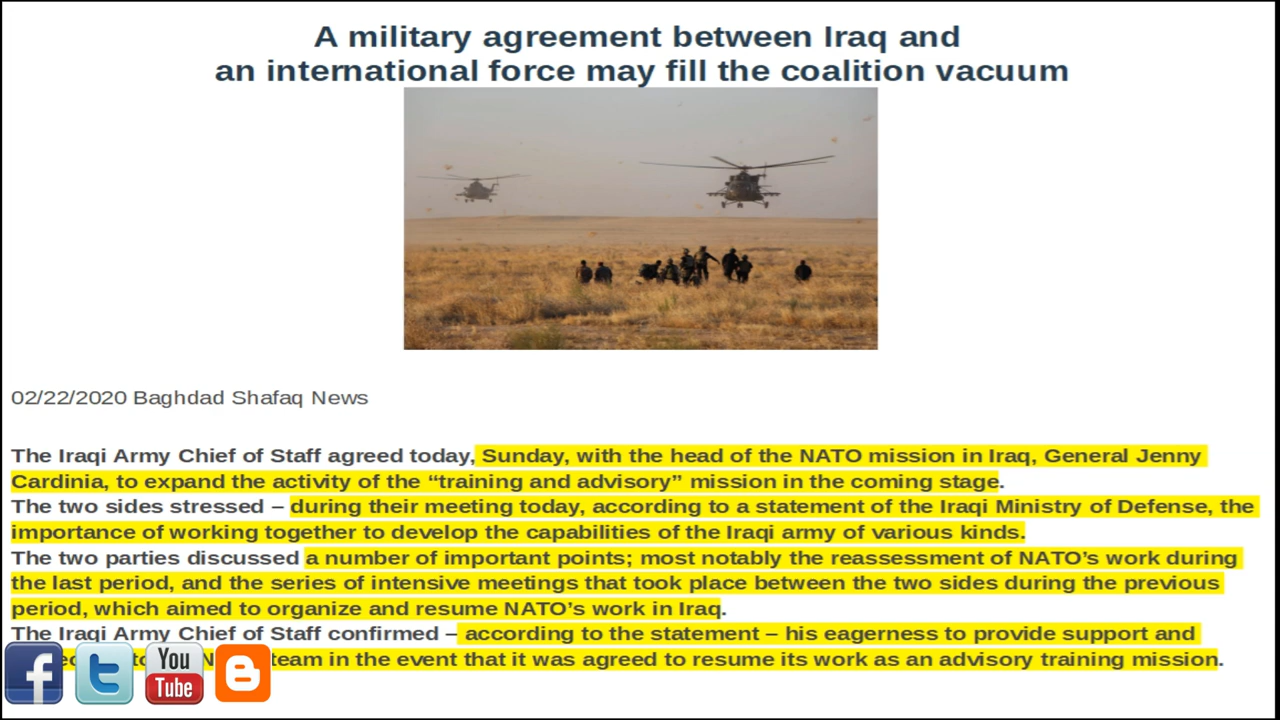 A military agreement between Iraq and
an international force may fill the coalition vacuum
02/22/2020 Baghdad Shafaq News
The Iraqi Army Chief of Staff agreed today, Sunday, with the head of the NATO mission in Iraq, General Jenny
Cardinia, to expand the activity of the “training and advisory” mission in the coming stage.
The two sides stressed – during their meeting today, according to a statement of the Iraqi Ministry of Defense, the
importance of working together to develop the capabilities of the Iraqi army of various kinds.
The two parties discussed a number of important points; most notably the reassessment of NATO’s work during
the last period, and the series of intensive meetings that took place between the two sides during the previous
period, which aimed to organize and resume NATO’s work in Iraq.
The Iraqi Army Chief of Staff confirmed – according to the statement – his eagerness to provide support and
team in the event that it was agreed to resume its work as an advisory training mission.
You
Tube